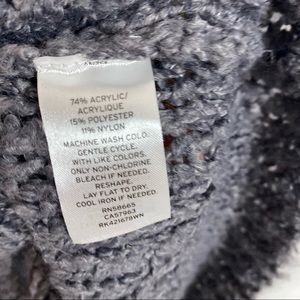 74% ACRYLIC/
ACRYLIQUE
15% POLYESTER
11% NYLON
MACHINE WASH COLD.
GENTLE CYCLE.
WITH LIKE COLORS.
ONLY NON-CHLORINE
BLEACH IF NEEDED.
RESHAPE.
LAY FLAT TO DRY.
COOL IRON IF NEEDED.
RN58665
CA57963
RK421678WN